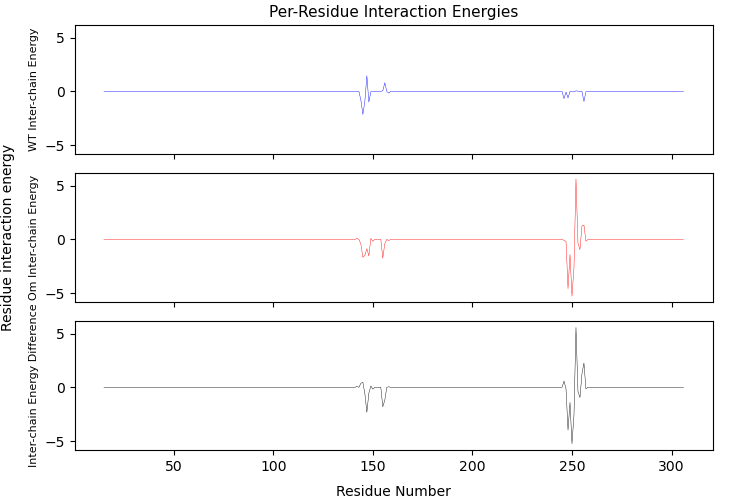 Per-Residue Interaction Energies
Residue interaction energy
WT Inter-chain Energy
5
0
−5
Om Inter-chain Energy
5
0
−5
Inter-chain Energy Difference
5
0
−5
50
100
150
200
250
300
Residue Number